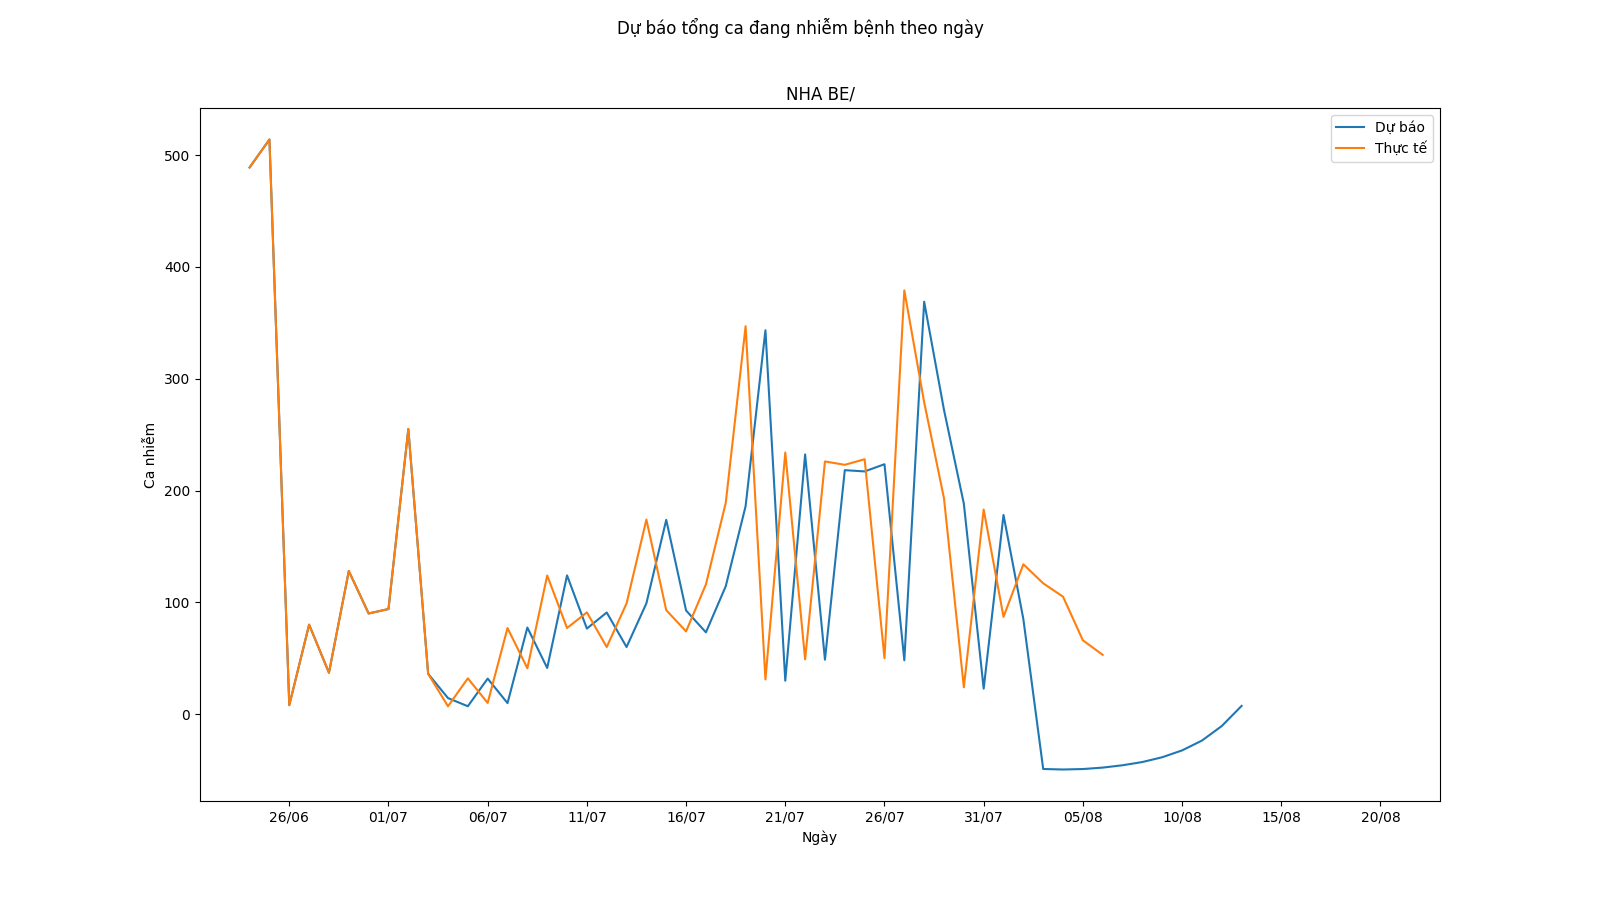 Dự báo tổng ca đang nhiễm bệnh theo ngày
NHA BE/
Dự báo
Thực tế
500
400
300
200
100
0
Ca nhiễm
26/06 01/07 06/07 11/07 16/07 21/07 26/07 31/07 05/08 10/08 15/08 20/08
Ngày